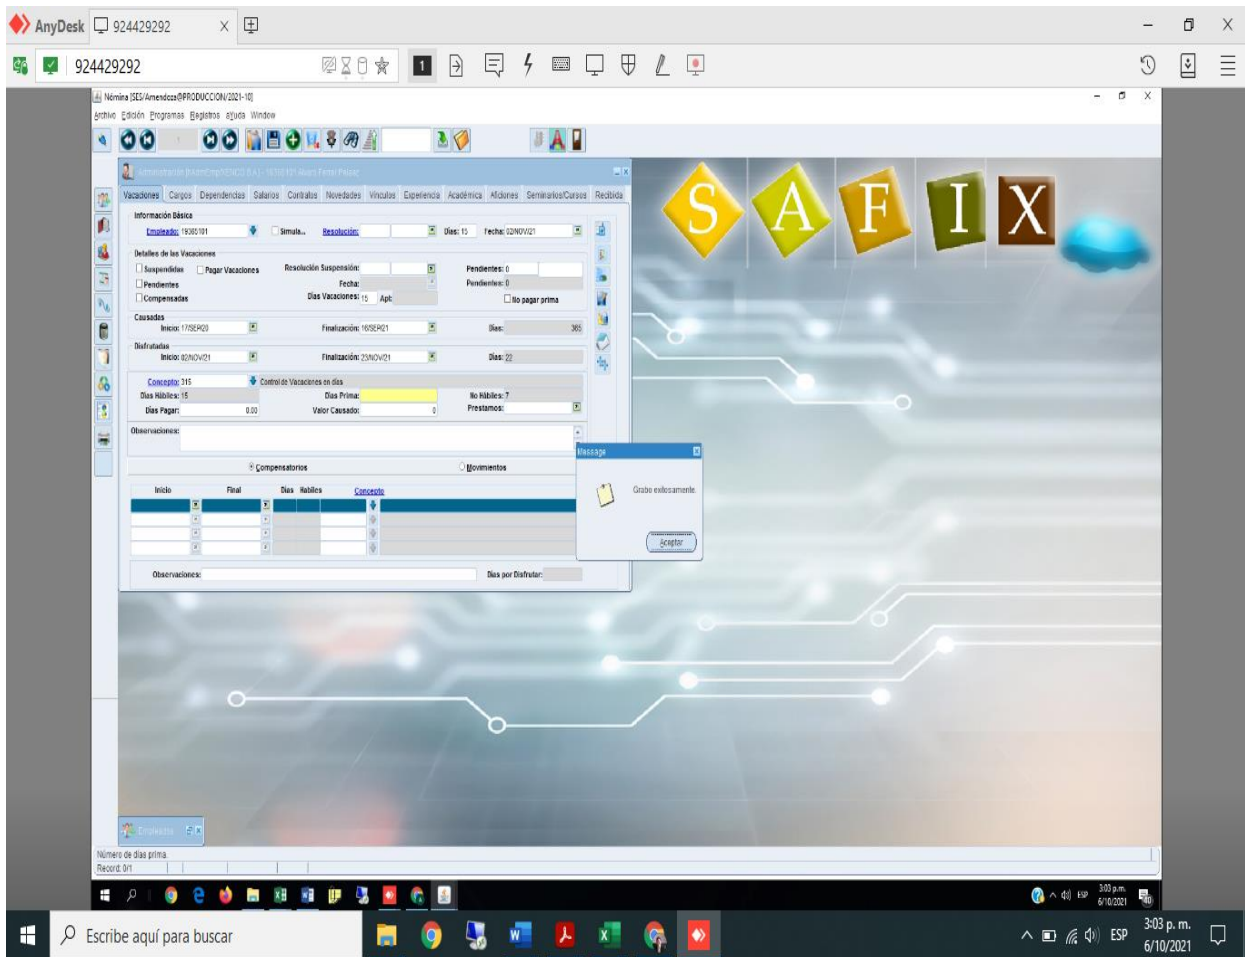 AnyDesk 924429292
924429292 1
Nómina [SES/Amendoza@PRODUCCION/2021-10]
Archivo Edición Programas Registros aYuda Window
Vacaciones Cargos Dependencias Salarios Contratos Novedades Vínculos Experiencia Académica Aficiones Seminarios/Cursos Recibida
Información Básica
Empleado: 19365101 Simula... Resolución: Días: 15 Fecha: 02/NOV/21
Detalles de las Vacaciones
Suspendidas Pagar Vacaciones Resolución Suspensión: Pendientes: 0
Pendientes Fecha: Pendientes: 0
Compensadas Días Vacaciones: 15 Apl: No pagar prima
Causadas
Inicio: 17/SEP/20 Finalización: 16/SEP/21 Días: 365
Disfrutadas
Inicio: 02/NOV/21 Finalización: 23/NOV/21 Días: 22
Concepto: 315 Control de Vacaciones en días
Días Hábiles: 15 Días Prima: No Hábiles: 7
Días Pagar: 0.00 Valor Causado: 0 Prestamos:
Observaciones:
Compensatorios Movimientos
Inicio Final Días Habiles Concepto
Observaciones: Días por Disfrutar:
Message
Grabo exitosamente.
Aceptar
SAFIX
Empleados
Número de días prima.
Record: 0/1
ESP 3:03 p.m.
6/10/2021
Escribe aquí para buscar
ESP 3:03 p. m.
6/10/2021